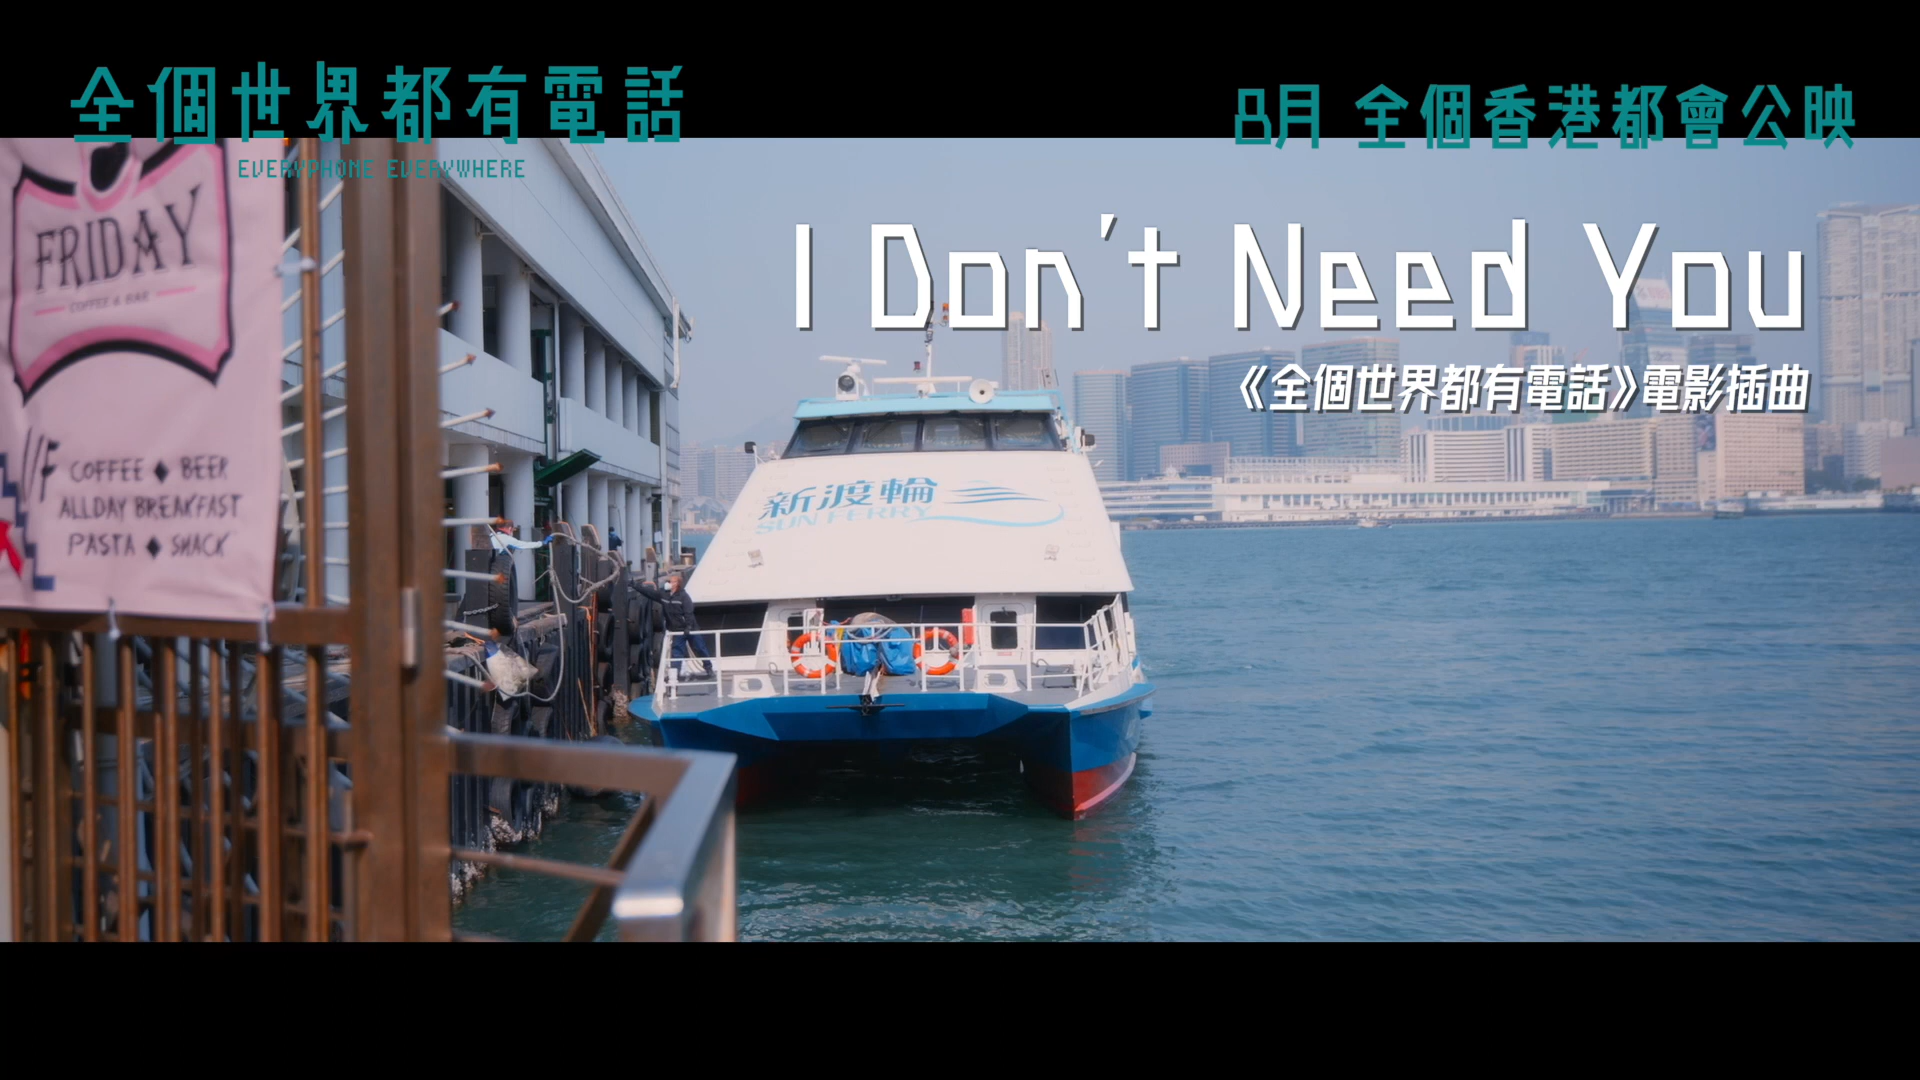 全個世界都有電話
EVERYPHONE EVERYWHERE
8月 全個香港都會公映
I Don't Need You
《全個世界都有電話》電影插曲
FRIDAY
COFFEE & BAR
COFFEE ♦ BEER
ALLDAY BREAKFAST
PASTA ♦ SNACK
新渡輪
SUN FERRY